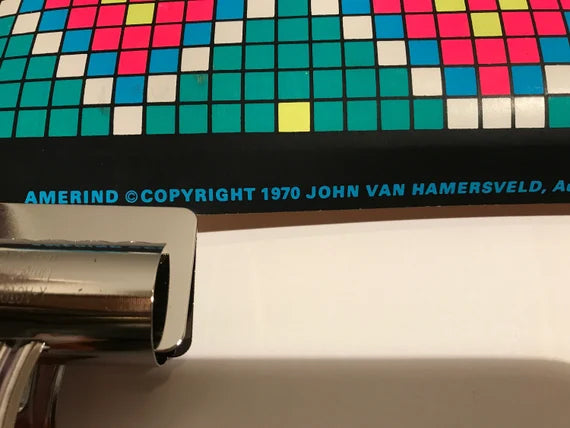 AMERIND ©COPYRIGHT 1970 JOHN VAN HAMERSVELD,